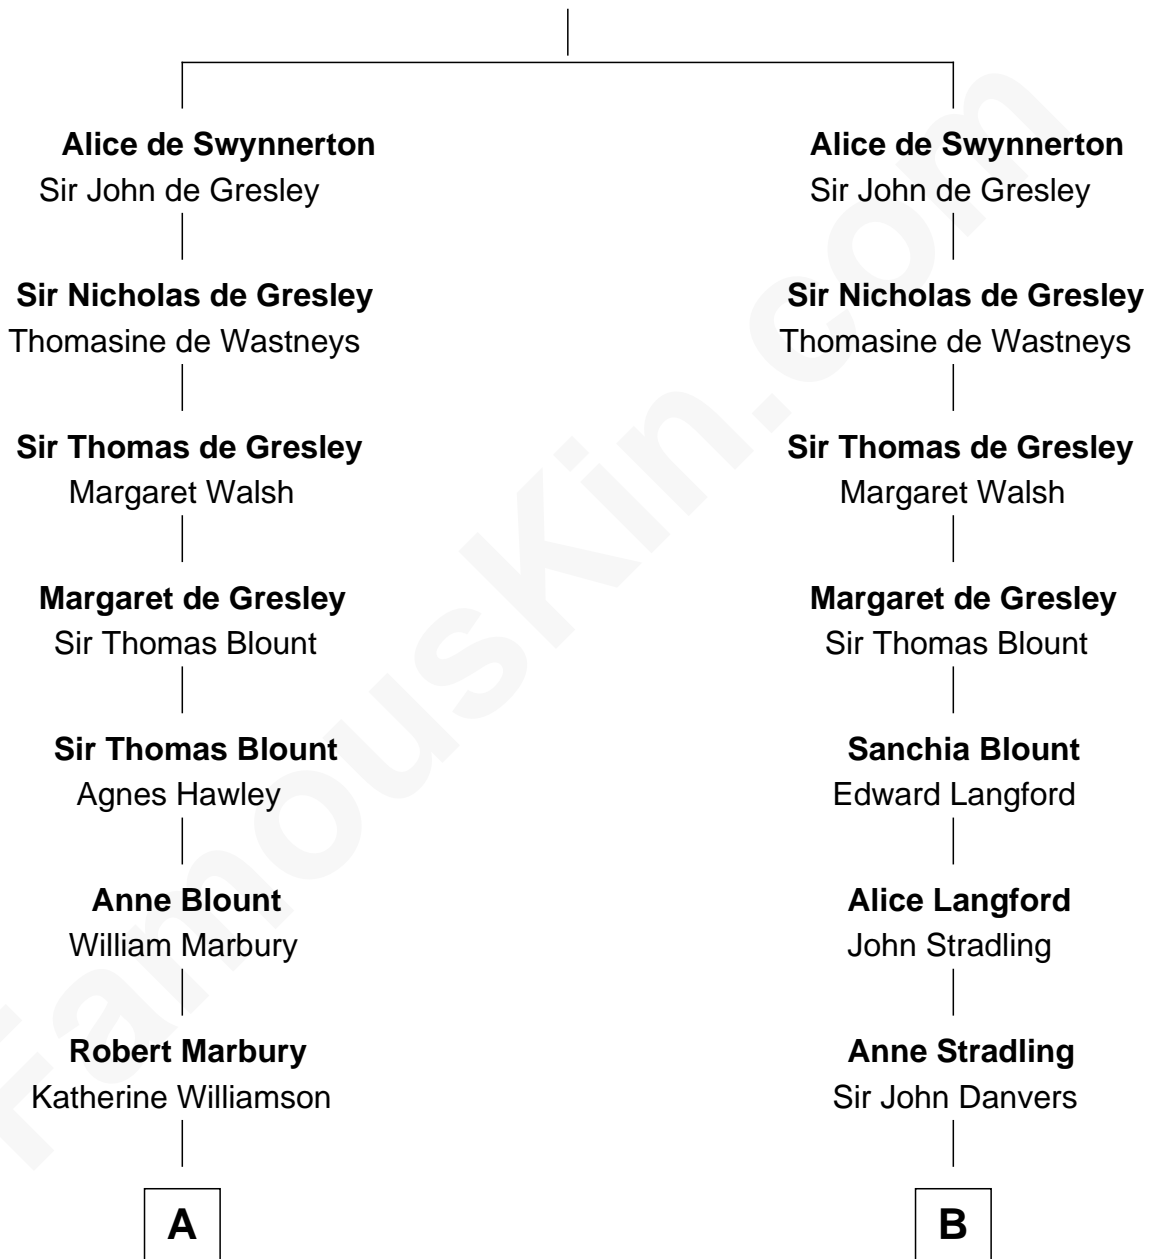 Alice de Swynnerton
Sir John de Gresley
Sir Nicholas de Gresley
Thomasine de Wastneys
Sir Thomas de Gresley
Margaret Walsh
Margaret de Gresley
Sir Thomas Blount
Sir Thomas Blount
Agnes Hawley
Anne Blount
William Marbury
Robert Marbury
Katherine Williamson
A
Alice de Swynnerton
Sir John de Gresley
Sir Nicholas de Gresley
Thomasine de Wastneys
Sir Thomas de Gresley
Margaret Walsh
Margaret de Gresley
Sir Thomas Blount
Sanchia Blount
Edward Langford
Alice Langford
John Stradling
Anne Stradling
Sir John Danvers
B
FamousKin.com